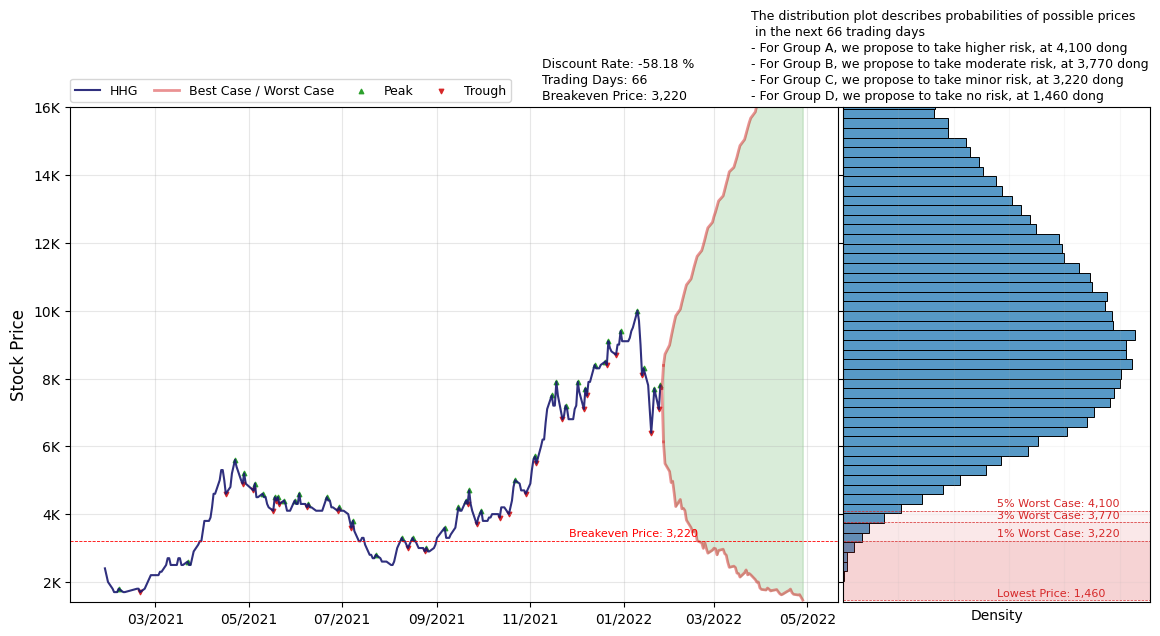 The distribution plot describes probabilities of possible prices
in the next 66 trading days
- For Group A, we propose to take higher risk, at 4,100 dong
- For Group B, we propose to take moderate risk, at 3,770 dong
- For Group C, we propose to take minor risk, at 3,220 dong
- For Group D, we propose to take no risk, at 1,460 dong
Discount Rate: -58.18 %
Trading Days: 66
Breakeven Price: 3,220
HHG Best Case / Worst Case Peak Trough
16K
14K
12K
10K
8K
6K
4K
2K
Stock Price
Breakeven Price: 3,220
5% Worst Case: 4,100
3% Worst Case: 3,770
1% Worst Case: 3,220
Lowest Price: 1,460
03/2021 05/2021 07/2021 09/2021 11/2021 01/2022 03/2022 05/2022
Density